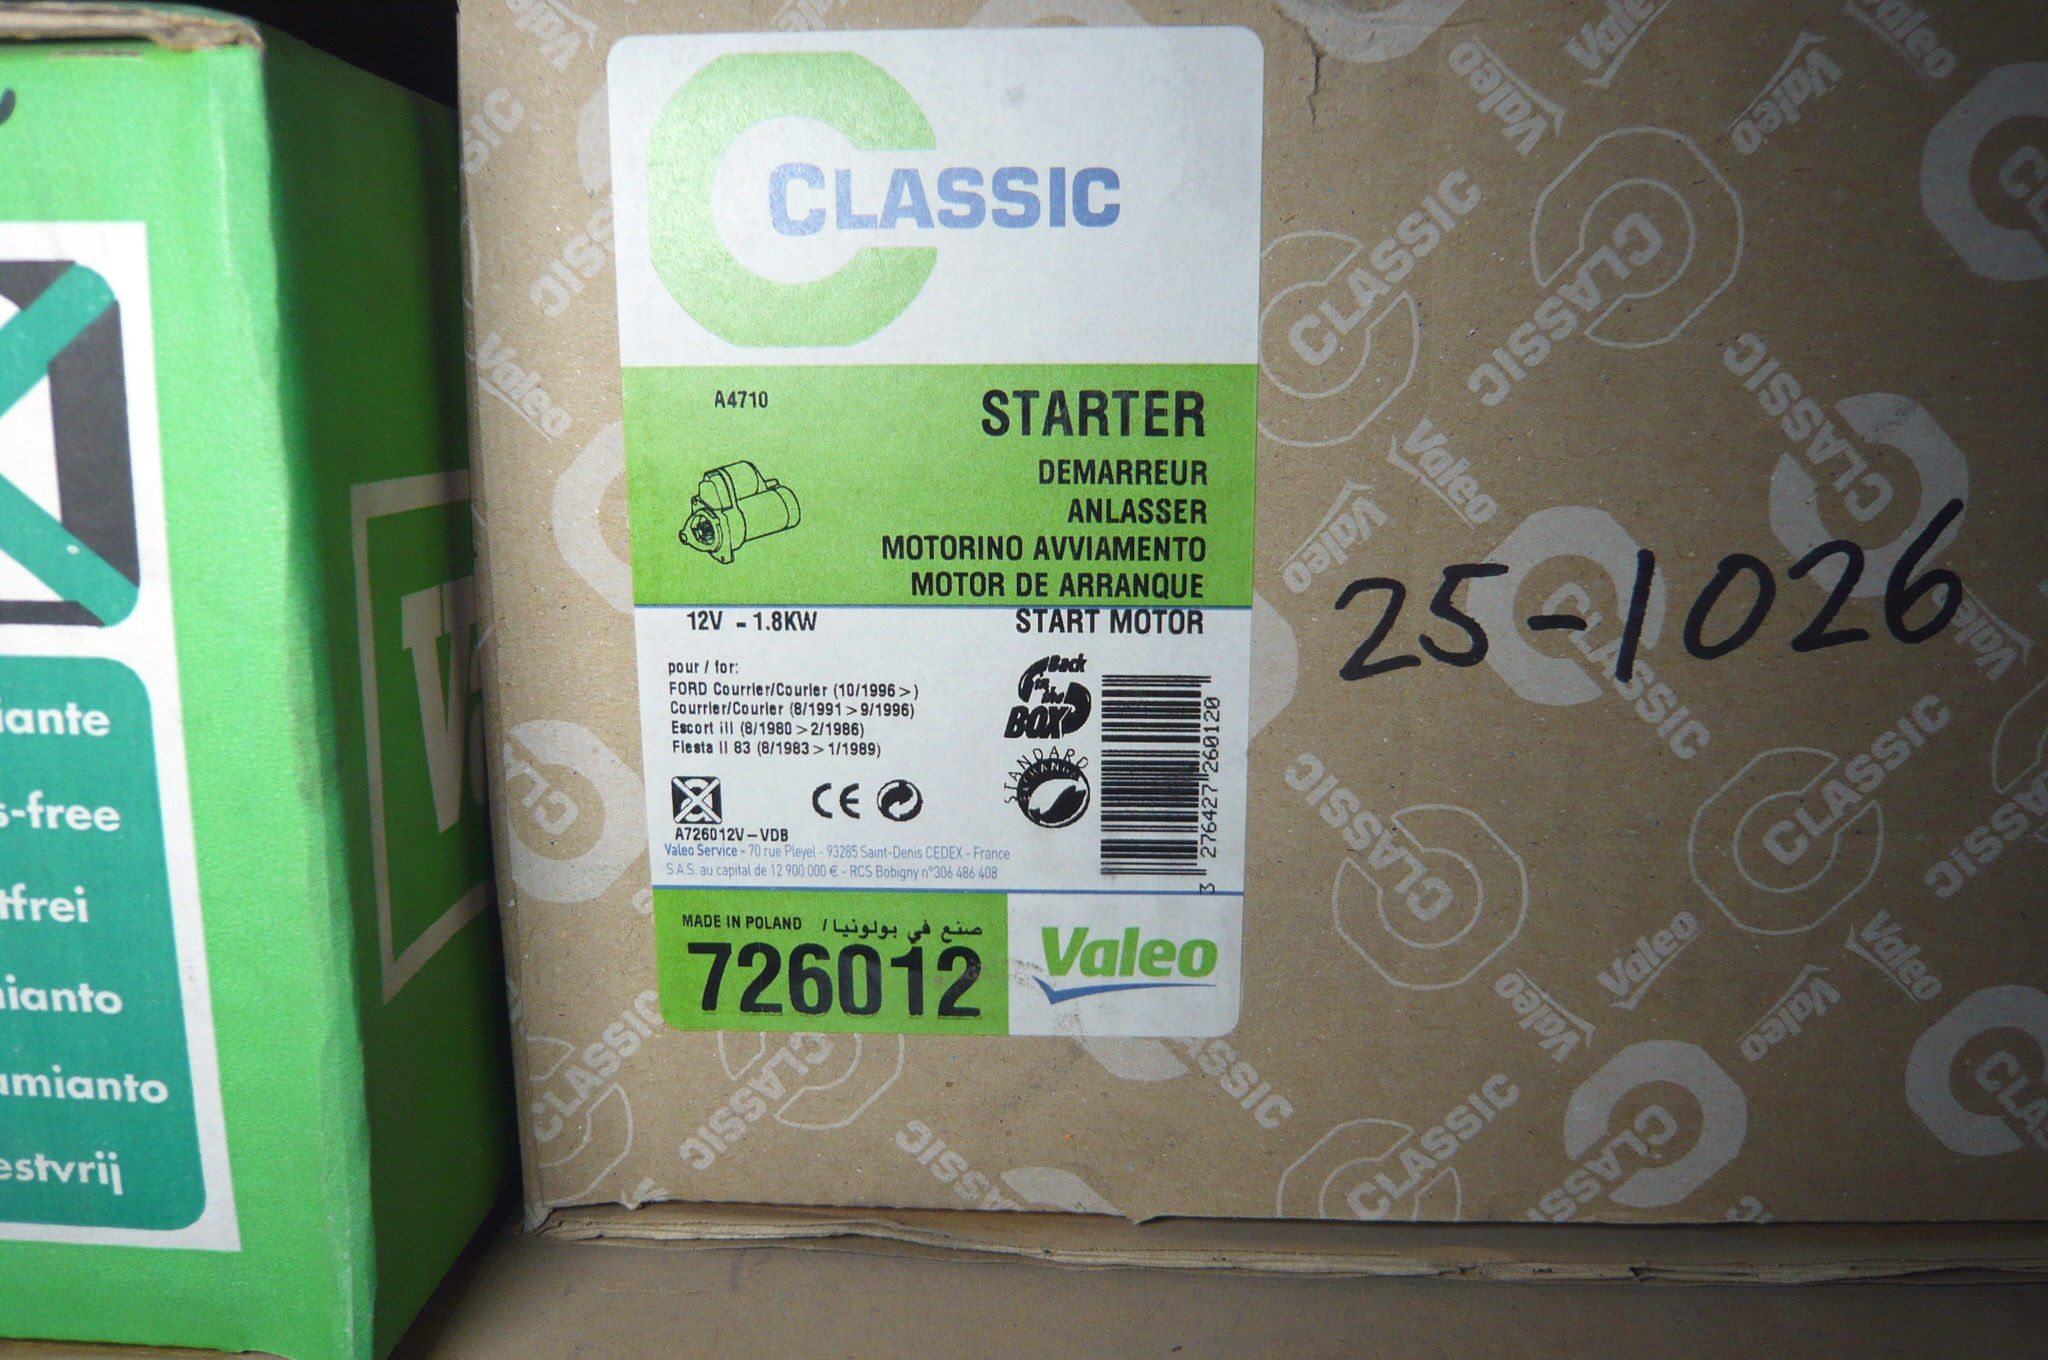 CLASSIC
A4710
STARTER
DEMARREUR
ANLASSER
MOTORINO AVVIAMENTO
MOTOR DE ARRANQUE
12V - 1.8KW
START MOTOR
pour / for:
FORD Courrier/Courier (10/1996 > )
Courrier/Courier (8/1991 > 9/1996)
Escort III (8/1980 > 2/1986)
Fiesta II 83 (8/1983 > 1/1989)
Back in the BOX
STANDARD EXCHANGE
CE
A726012V-VDB
Valeo Service - 70 rue Pleyel - 93285 Saint-Denis CEDEX - France
S.A.S. au capital de 12 900 000 € - RCS Bobigny n°306 486 408
3 276427 260120
MADE IN POLAND / صنع في بولونيا
726012
Valeo
25-1026
iante
s-free
tfrei
ianto
amianto
estvrij